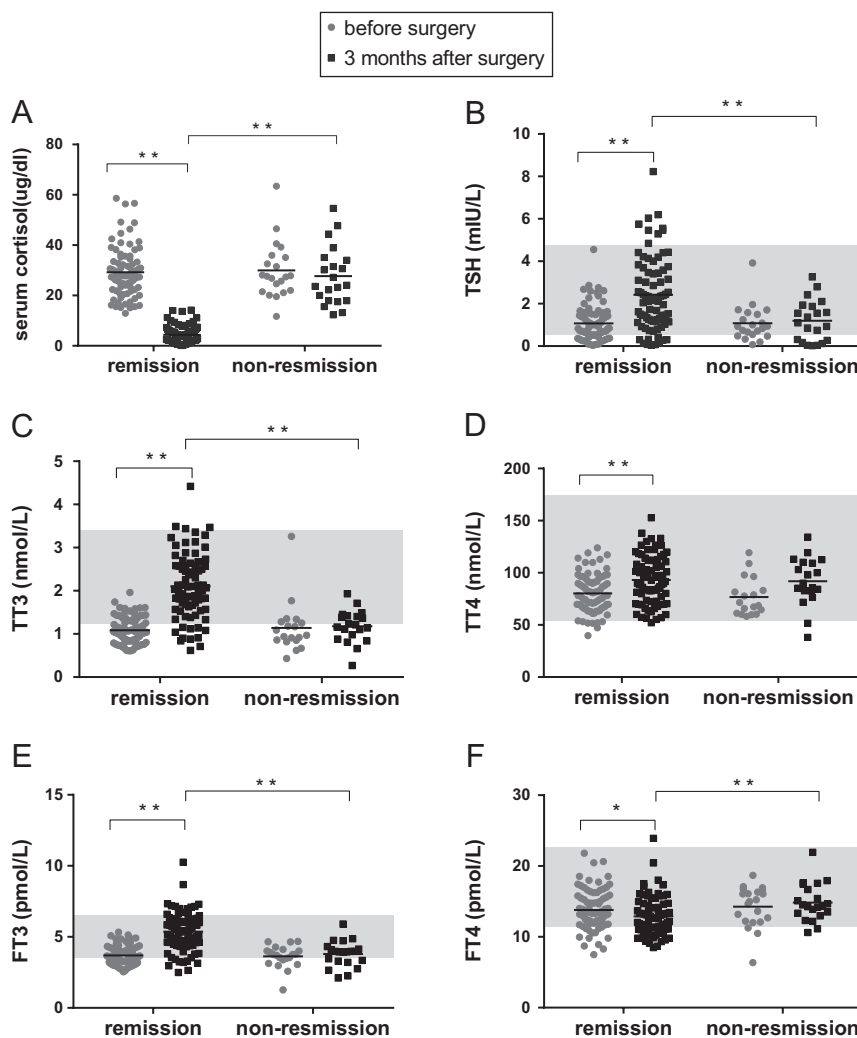 before surgery
3 months after surgery
A
serum cortisol(ug/dl)
80
60
40
20
0
* *
* *
remission
non-resmission
B
TSH (mIU/L)
10
8
6
4
2
0
* *
* *
remission
non-resmission
C
TT3 (nmol/L)
5
4
3
2
1
0
* *
* *
remission
non-resmission
D
TT4 (nmol/L)
200
150
100
50
0
* *
remission
non-resmission
E
FT3 (pmol/L)
15
10
5
0
* *
* *
remission
non-resmission
F
FT4 (pmol/L)
30
20
10
0
*
* *
remission
non-resmission